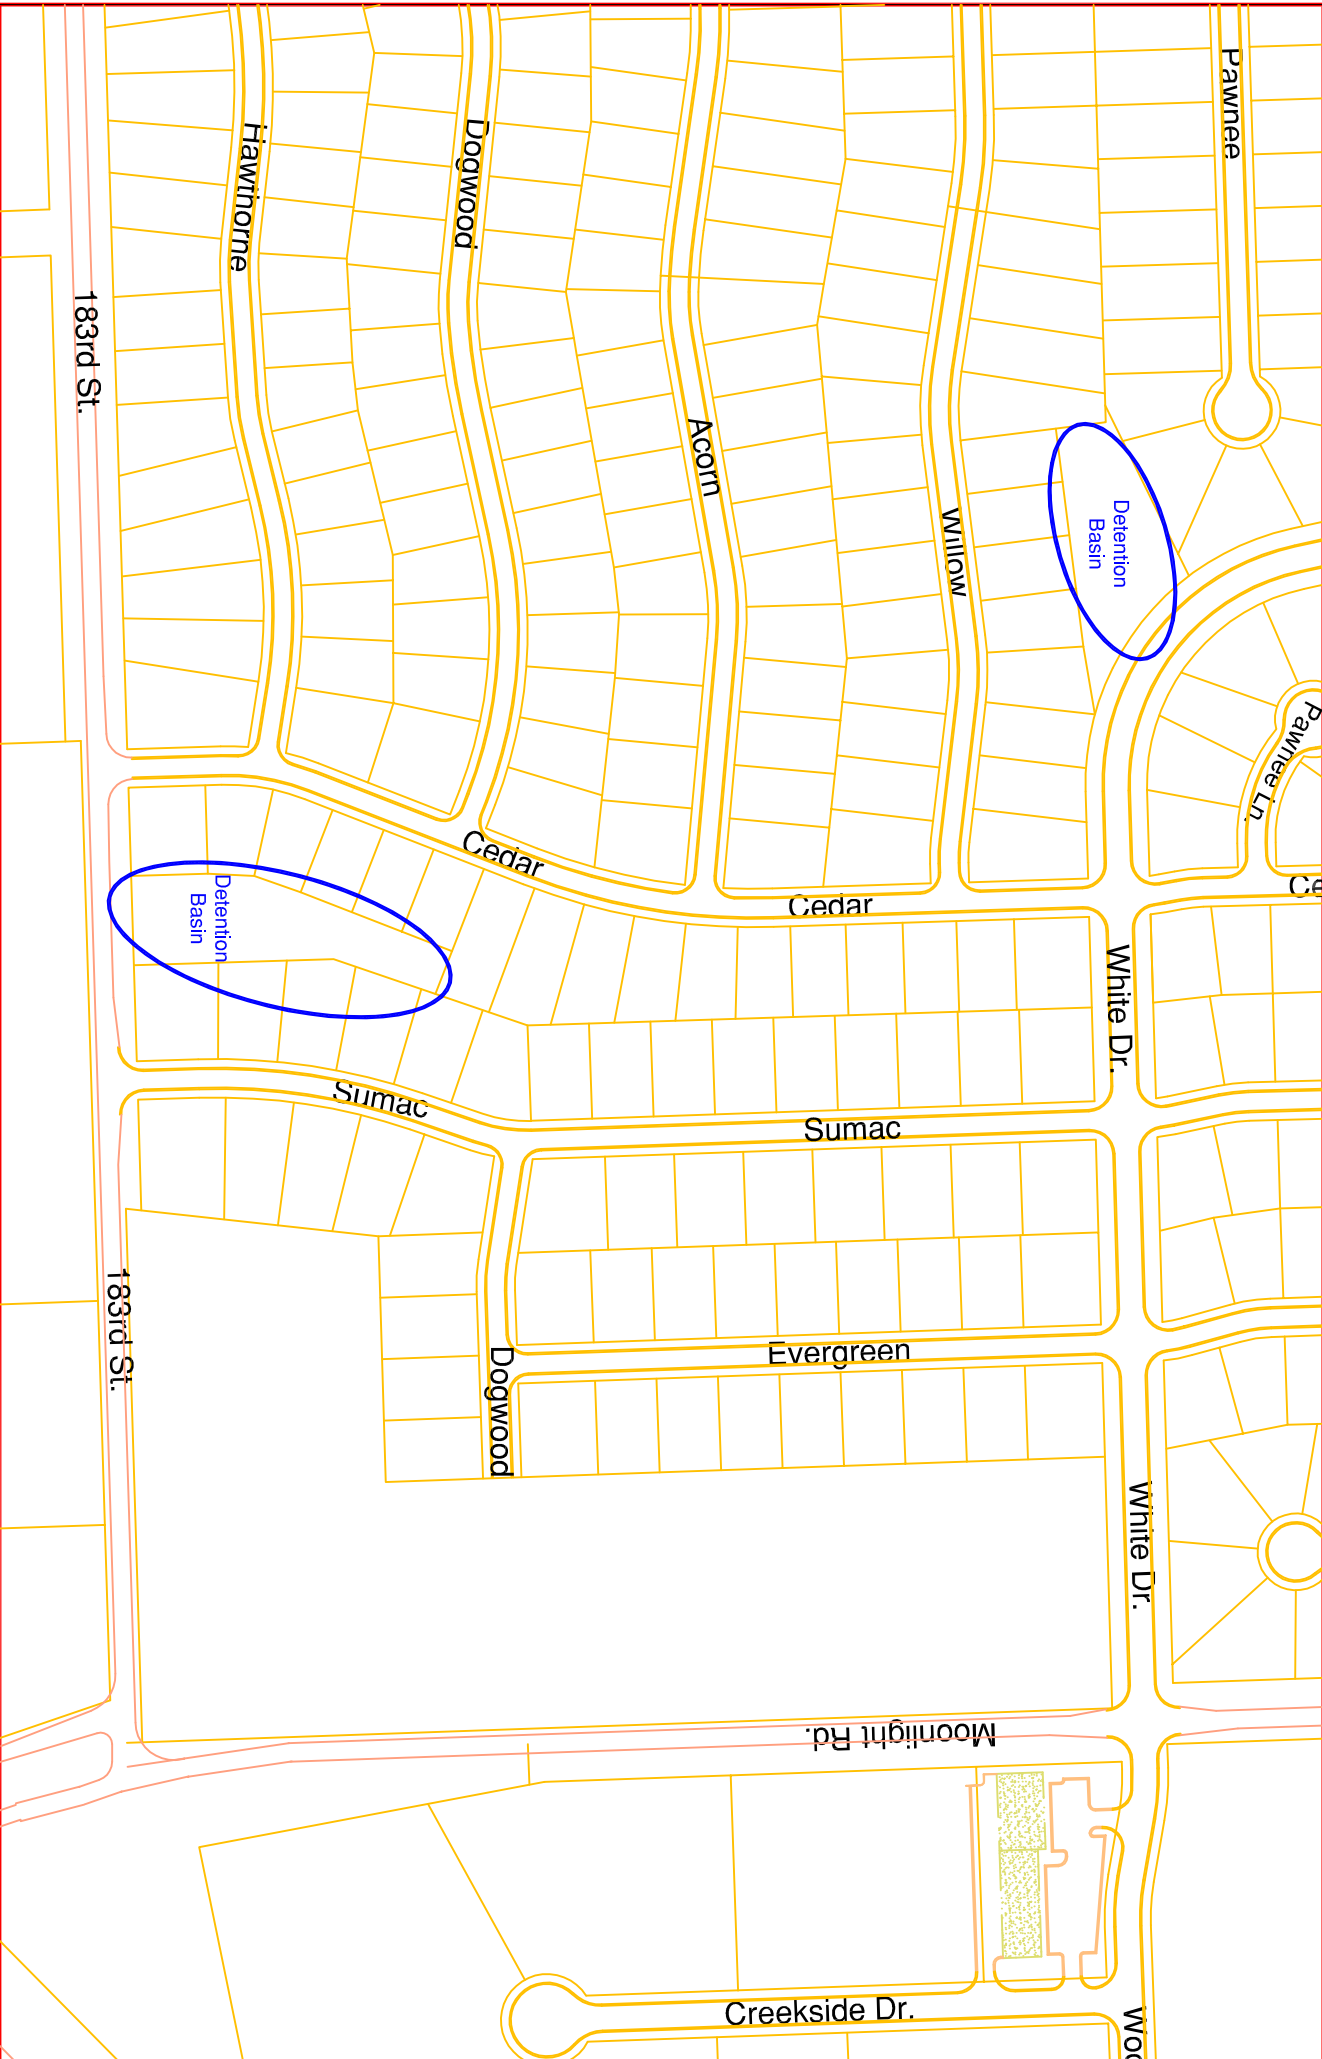 Pawnee
Hawthorne
Dogwood
183rd St.
Acorn
Willow
Detention
Basin
Pawnee Ln.
Cedar
Cedar
Detention
Basin
White Dr.
Sumac
Sumac
183rd St.
Dogwood
Evergreen
White Dr.
Moonlight Rd.
Creekside Dr.